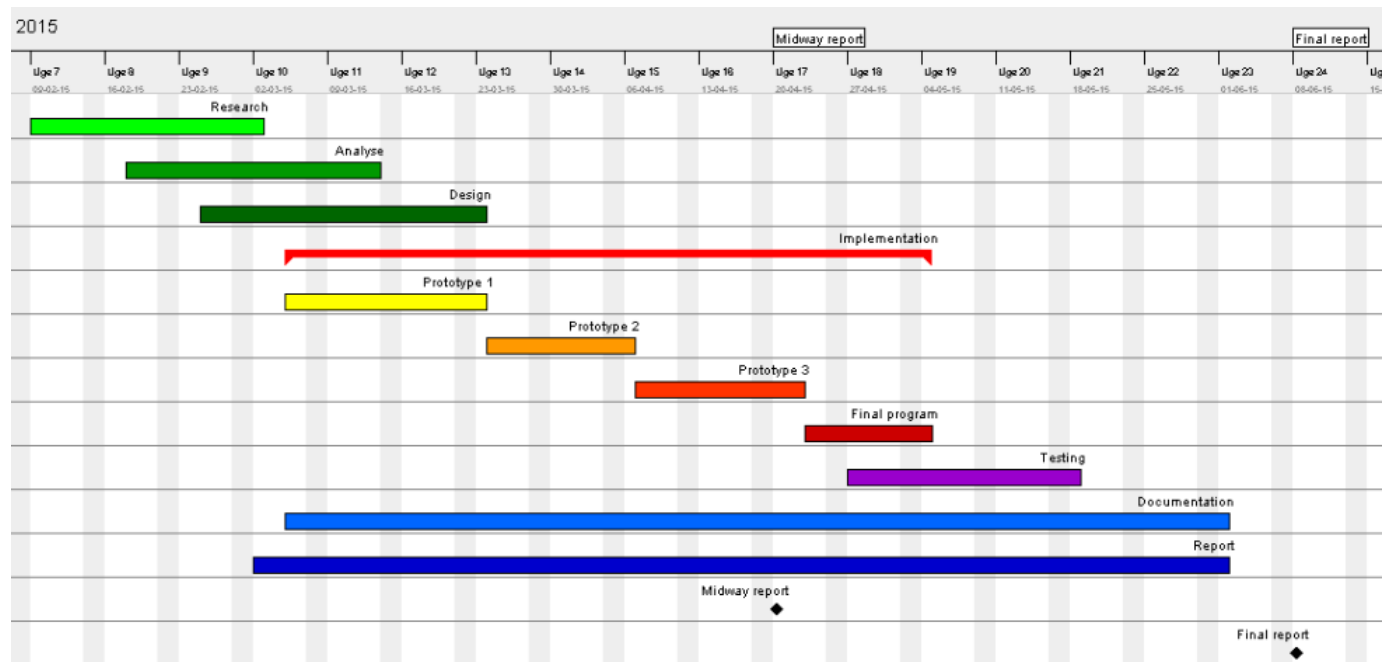 2015
Midway report
Final report
Uge 7
Uge 8
Uge 9
Uge 10
Uge 11
Uge 12
Uge 13
Uge 14
Uge 15
Uge 16
Uge 17
Uge 18
Uge 19
Uge 20
Uge 21
Uge 22
Uge 23
Uge 24
09-02-15
16-02-15
23-02-15
02-03-15
09-03-15
16-03-15
23-03-15
30-03-15
06-04-15
13-04-15
20-04-15
27-04-15
04-05-15
11-05-15
18-05-15
25-05-15
01-06-15
08-06-15
Research
Analyse
Design
Implementation
Prototype 1
Prototype 2
Prototype 3
Final program
Testing
Documentation
Report
Midway report
Final report